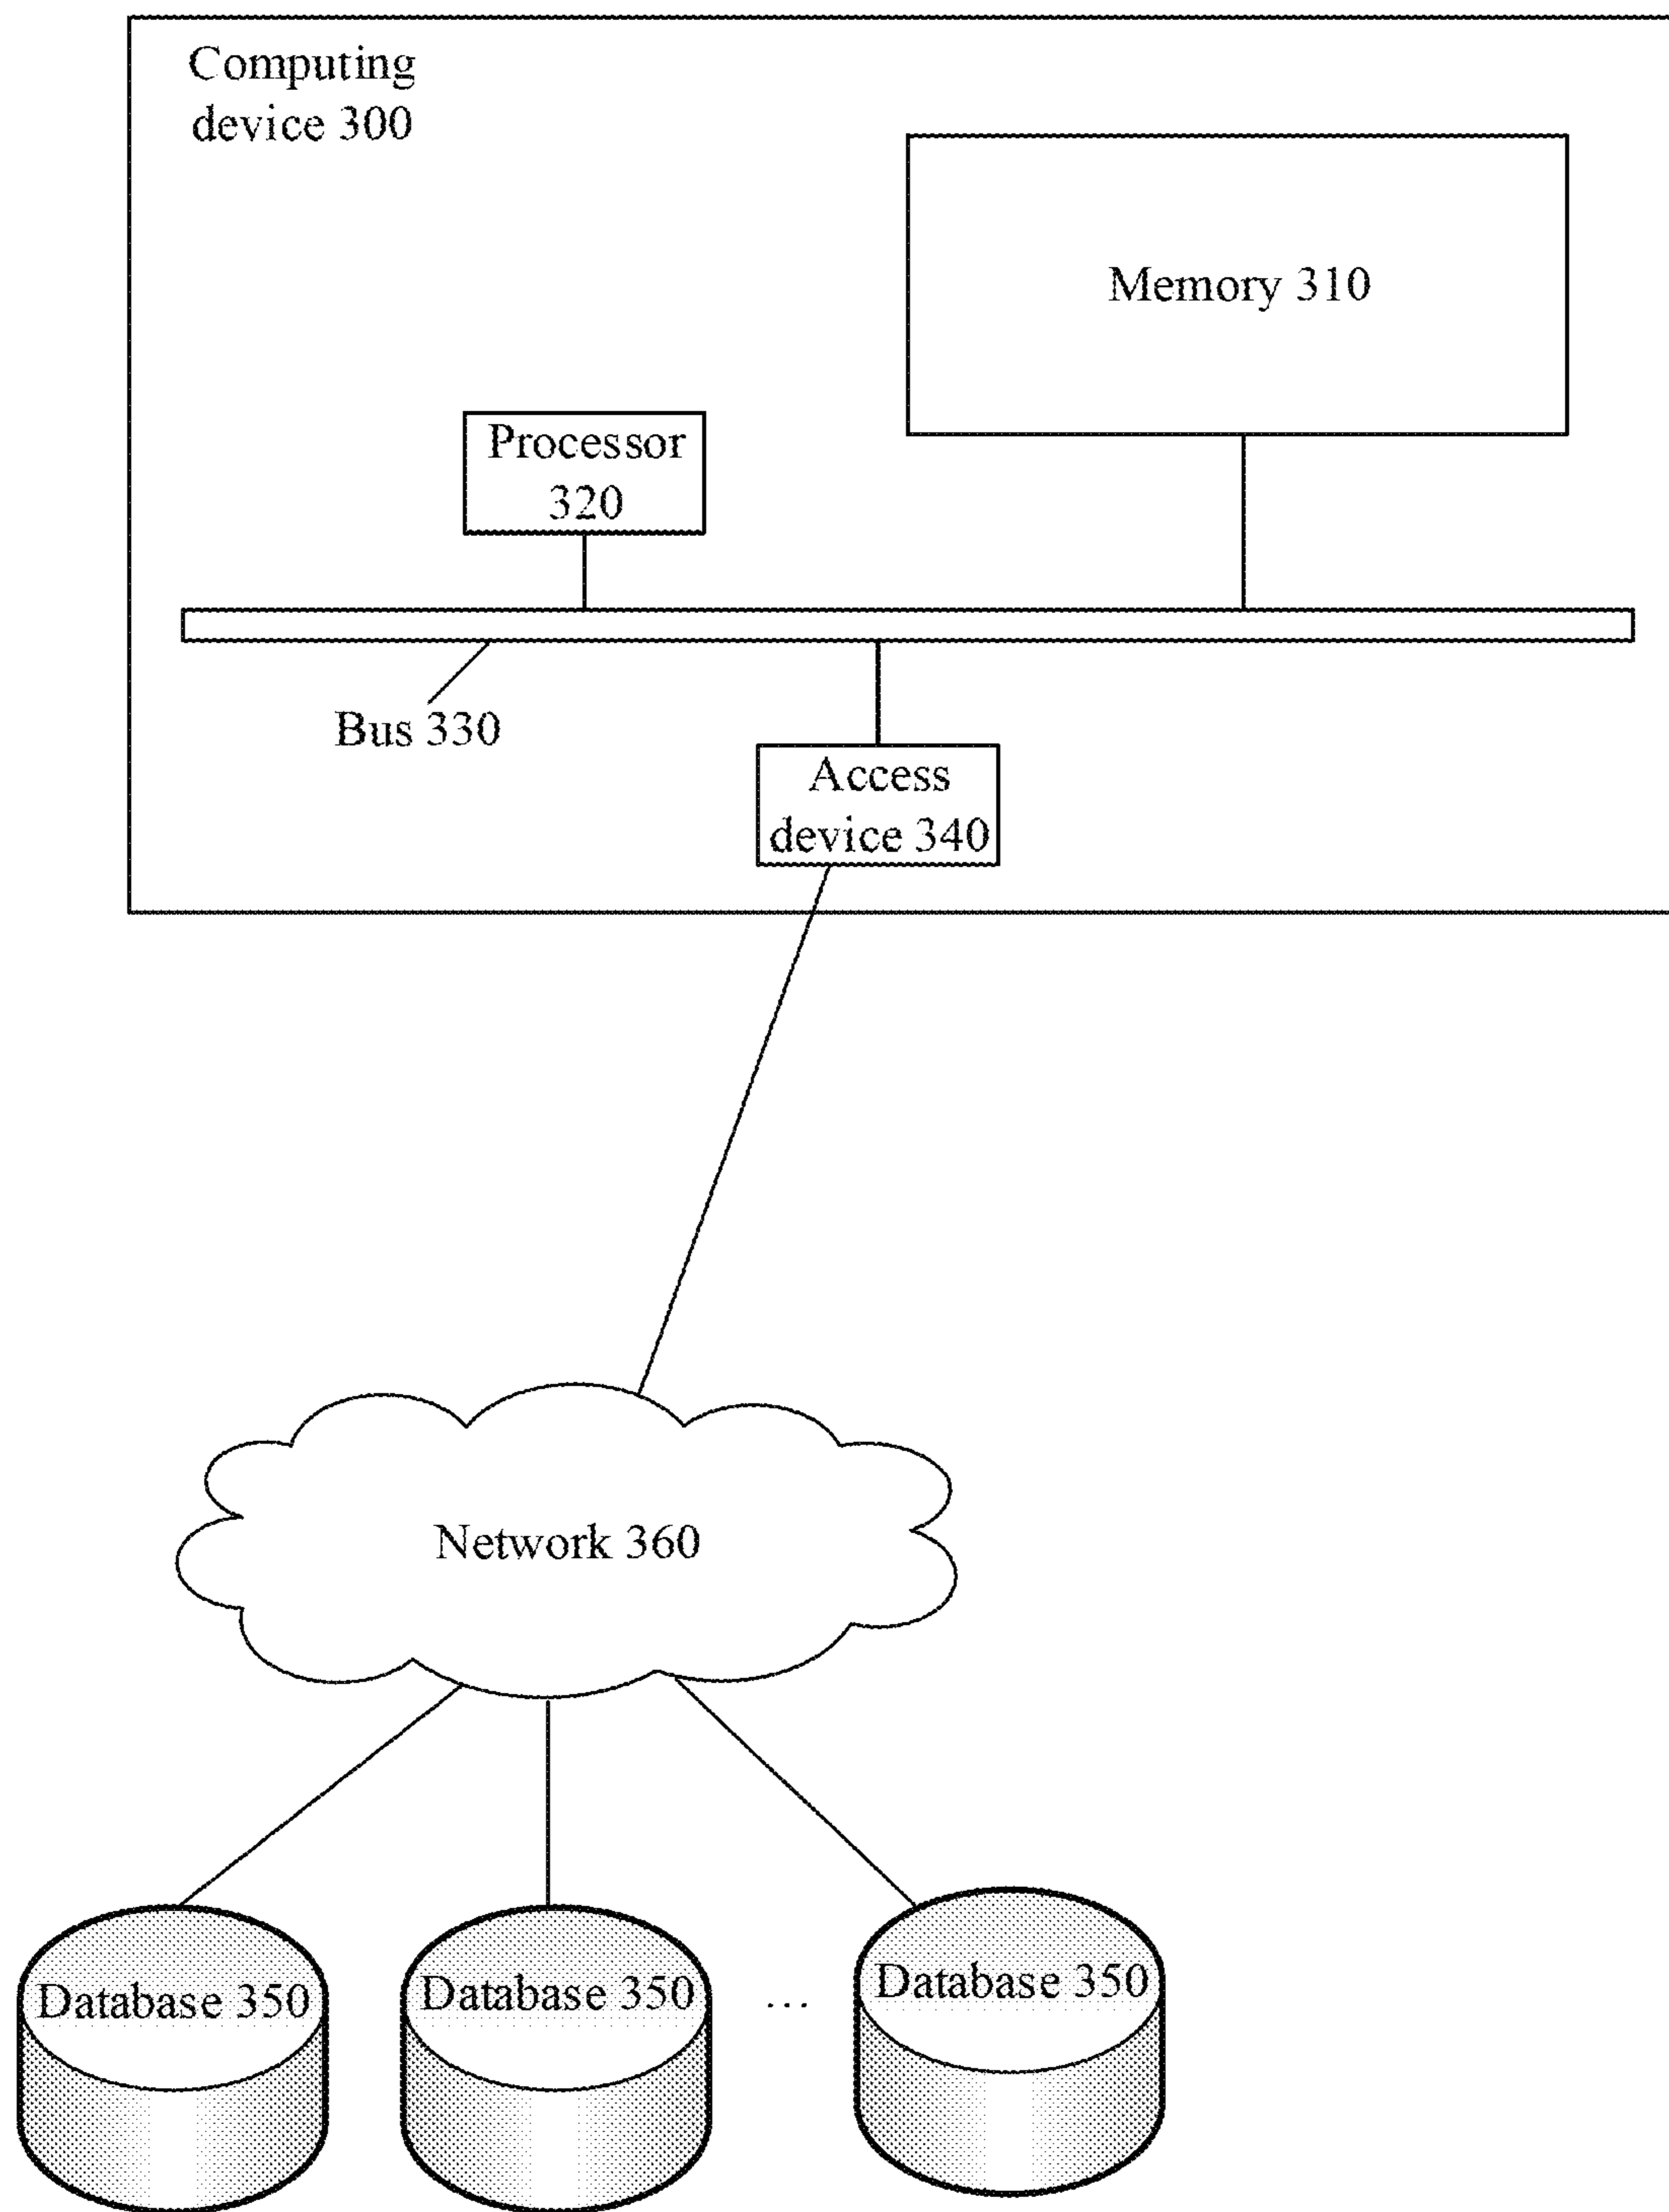 Computing
device 300
Memory 310
Processor
320
Bus 330
Access
device 340
Network 360
Database 350
Database 350
...
Database 350